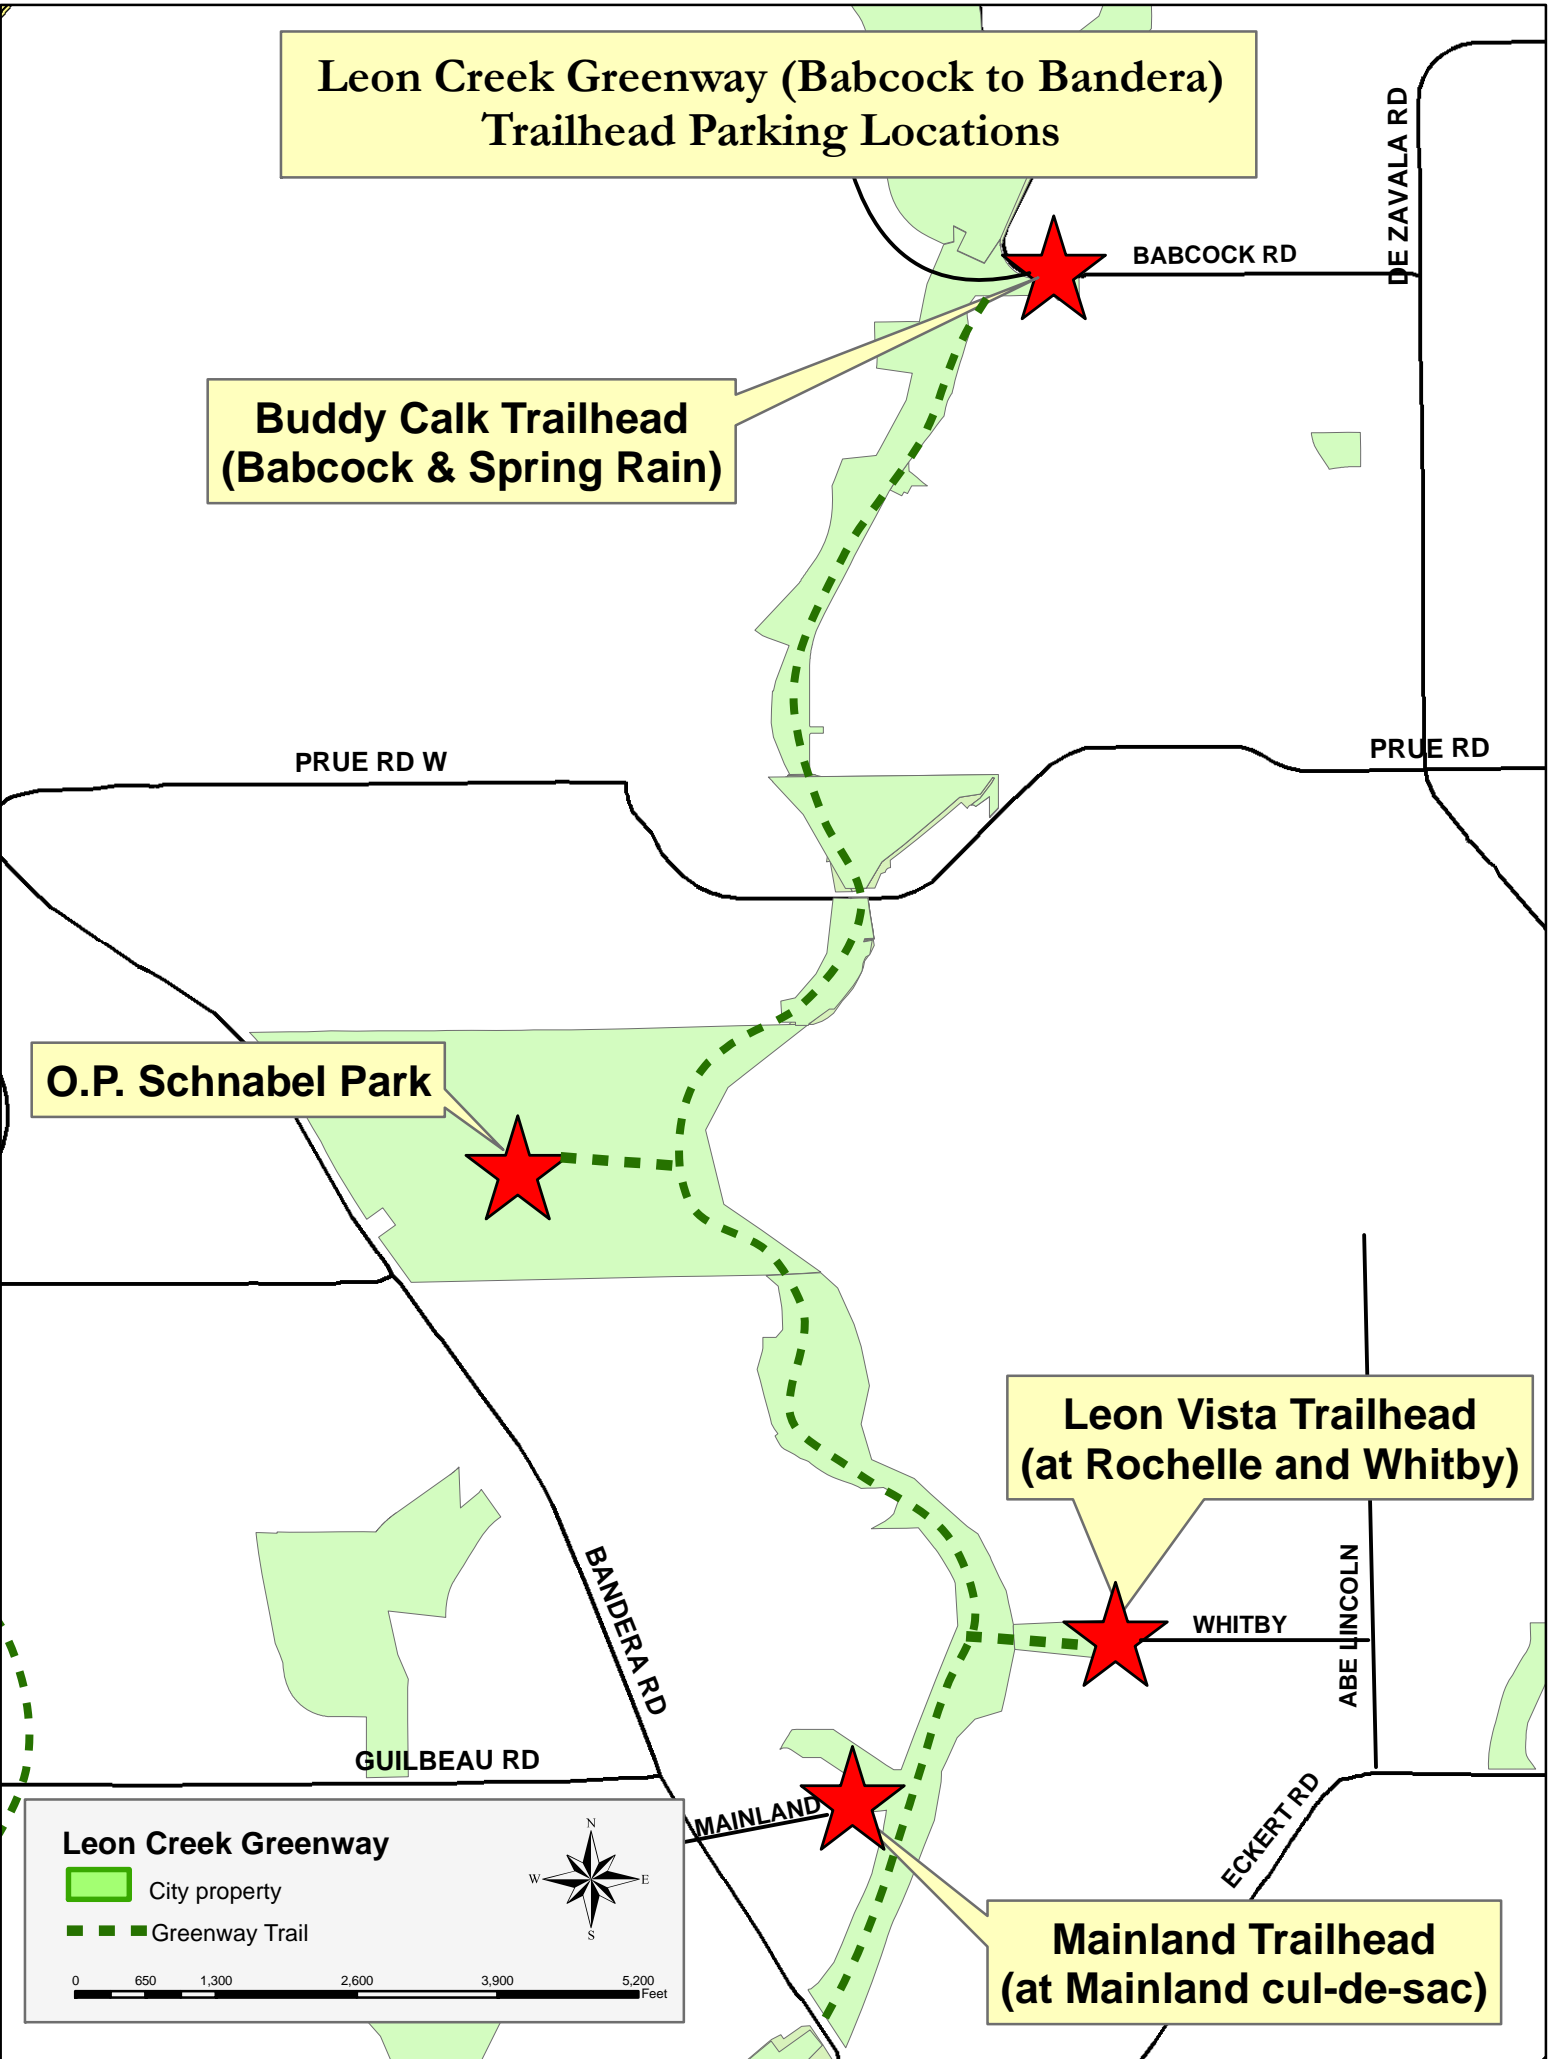 Leon Creek Greenway (Babcock to Bandera)
Trailhead Parking Locations
DE ZAVALA RD
BABCOCK RD
Buddy Calk Trailhead
(Babcock & Spring Rain)
PRUE RD W
PRUE RD
O.P. Schnabel Park
Leon Vista Trailhead
(at Rochelle and Whitby)
BANDERA RD
ABE LINCOLN
WHITBY
GUILBEAU RD
MAINLAND
ECKERT RD
Leon Creek Greenway
City property
Greenway Trail
N
W
E
S
0 650 1,300 2,600 3,900 5,200
Feet
Mainland Trailhead
(at Mainland cul-de-sac)